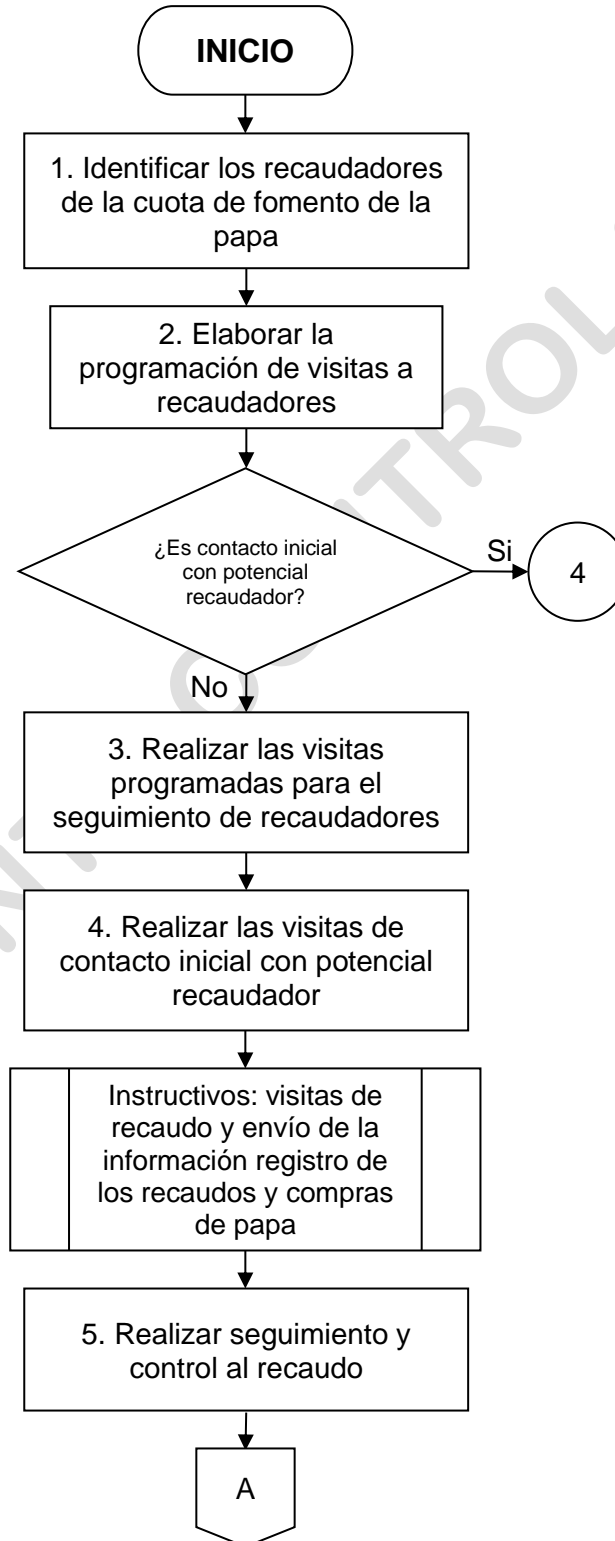 INICIO
1. Identificar los recaudadores
de la cuota de fomento de la
papa
2. Elaborar la
programación de visitas a
recaudadores
¿Es contacto inicial
con potencial
recaudador?
Si
4
No
3. Realizar las visitas
programadas para el
seguimiento de recaudadores
4. Realizar las visitas de
contacto inicial con potencial
recaudador
Instructivos: visitas de
recaudo y envío de la
información registro de
los recaudos y compras
de papa
5. Realizar seguimiento y
control al recaudo
A